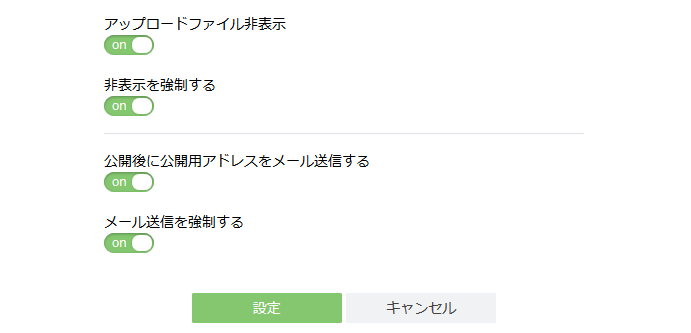 アップロードファイル非表示
on
非表示を強制する
on
公開後に公開用アドレスをメール送信する
on
メール送信を強制する
on
設定 キャンセル